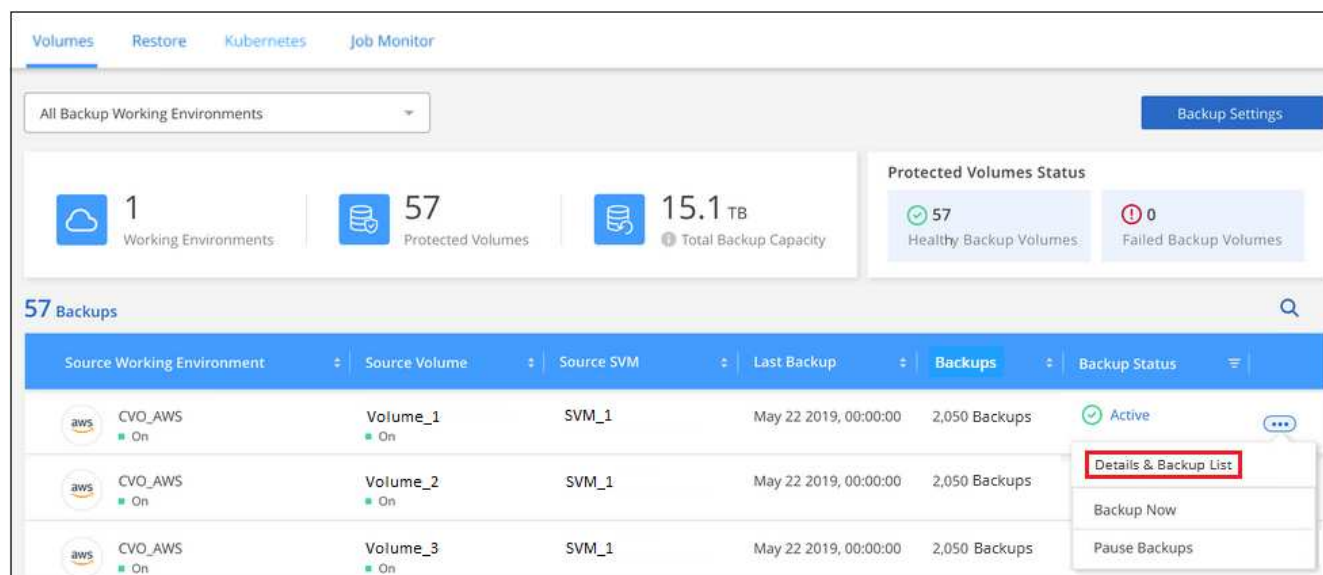 Volumes Restore Kubernetes Job Monitor
All Backup Working Environments
Backup Settings
1
Working Environments
57
Protected Volumes
15.1 TB
Total Backup Capacity
Protected Volumes Status
57
Healthy Backup Volumes
0
Failed Backup Volumes
57 Backups
Source Working Environment Source Volume Source SVM Last Backup Backups Backup Status
aws CVO_AWS Volume_1 SVM_1 May 22 2019, 00:00:00 2,050 Backups Active
On On
Details & Backup List
aws CVO_AWS Volume_2 SVM_1 May 22 2019, 00:00:00 2,050 Backups
On On
Backup Now
aws CVO_AWS Volume_3 SVM_1 May 22 2019, 00:00:00 2,050 Backups
On On
Pause Backups